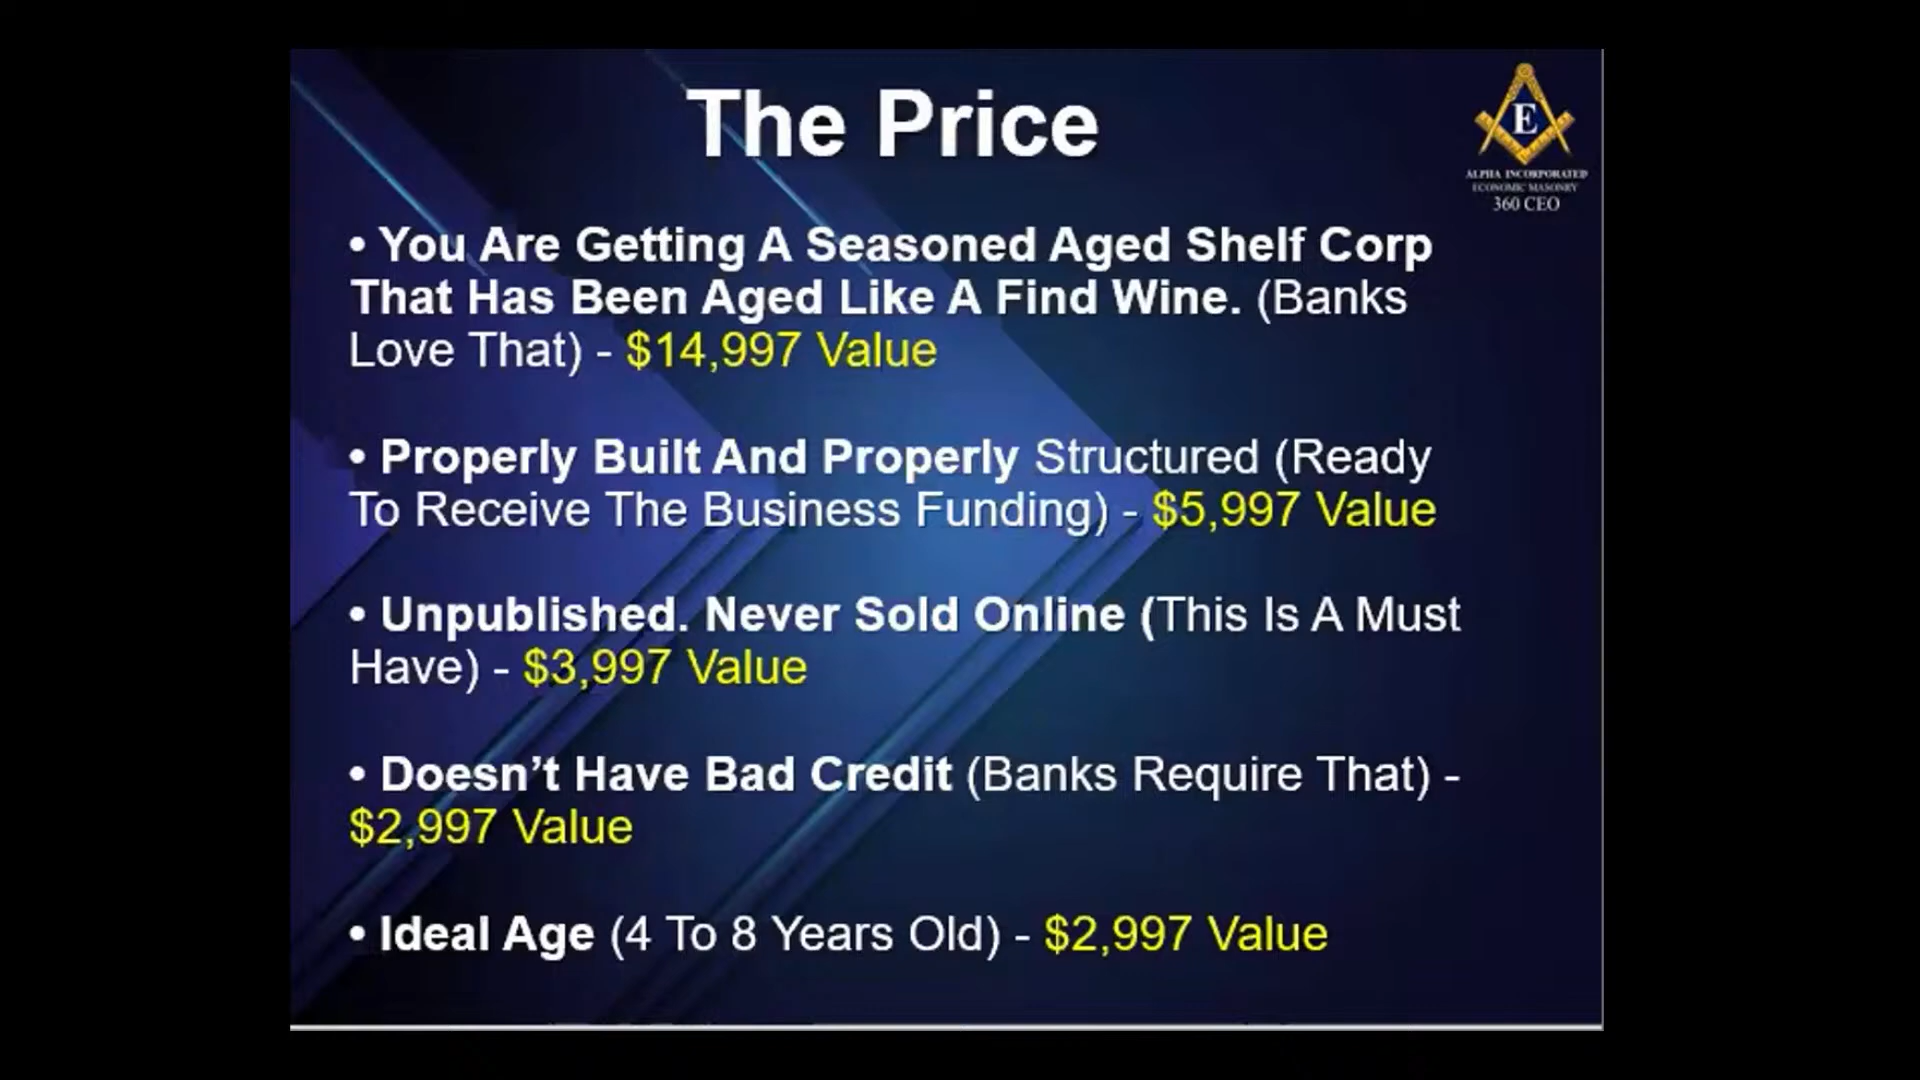 The Price
E
ALPHA INCORPORATED
ECONOMIC MASONRY
360 CEO
• You Are Getting A Seasoned Aged Shelf Corp
That Has Been Aged Like A Find Wine. (Banks
Love That) - $14,997 Value
• Properly Built And Properly Structured (Ready
To Receive The Business Funding) - $5,997 Value
• Unpublished. Never Sold Online (This Is A Must
Have) - $3,997 Value
• Doesn’t Have Bad Credit (Banks Require That) -
$2,997 Value
• Ideal Age (4 To 8 Years Old) - $2,997 Value